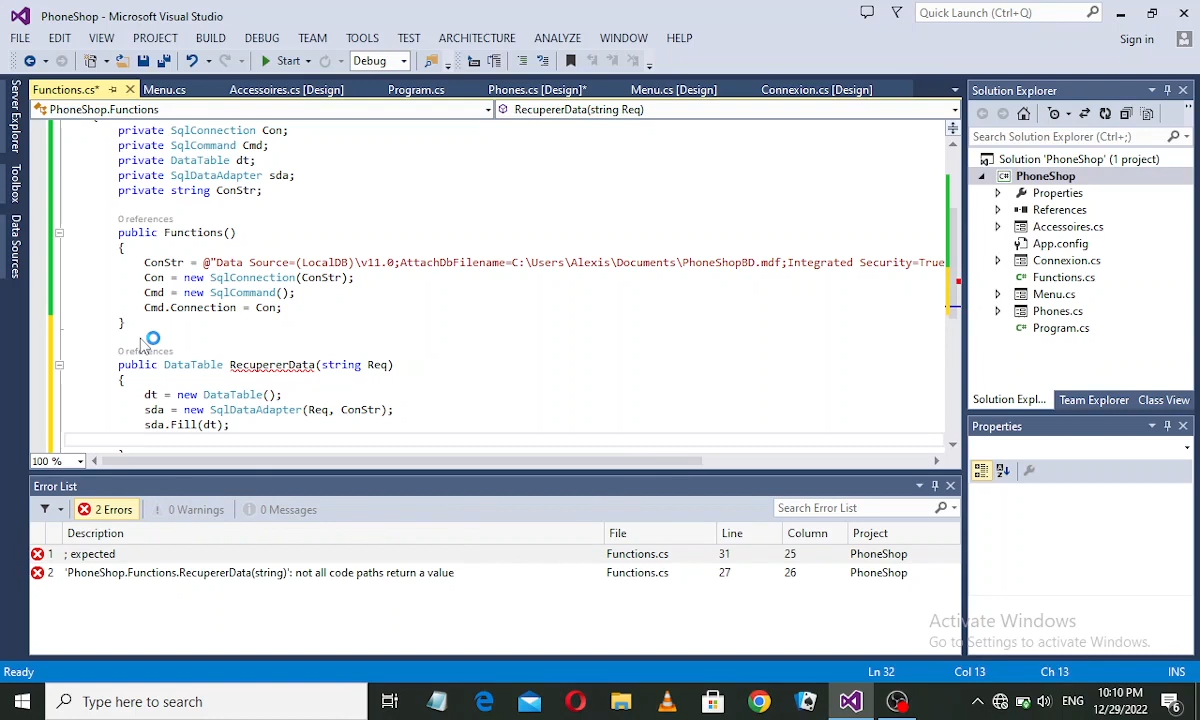 PhoneShop - Microsoft Visual Studio
Quick Launch (Ctrl+Q)
FILE EDIT VIEW PROJECT BUILD DEBUG TEAM TOOLS TEST ARCHITECTURE ANALYZE WINDOW HELP
Sign in
Start Debug
Functions.cs* Menu.cs Accessoires.cs [Design] Program.cs Phones.cs [Design]* Menu.cs [Design] Connexion.cs [Design]
PhoneShop.Functions RecupererData(string Req)
Server Explorer
Toolbox
Data Sources
private SqlConnection Con;
private SqlCommand Cmd;
private DataTable dt;
private SqlDataAdapter sda;
private string ConStr;
0 references
public Functions()
{
ConStr = @"Data Source=(LocalDB)\v11.0;AttachDbFilename=C:\Users\Alexis\Documents\PhoneShopBD.mdf;Integrated Security=True
Con = new SqlConnection(ConStr);
Cmd = new SqlCommand();
Cmd.Connection = Con;
}
0 references
public DataTable RecupererData(string Req)
{
dt = new DataTable();
sda = new SqlDataAdapter(Req, ConStr);
sda.Fill(dt);
100 %
Solution Explorer
Search Solution Explorer (Ctrl+;)
Solution 'PhoneShop' (1 project)
PhoneShop
Properties
References
Accessoires.cs
App.config
Connexion.cs
Functions.cs
Menu.cs
Phones.cs
Program.cs
Solution Expl... Team Explorer Class View
Properties
Error List
2 Errors 0 Warnings 0 Messages
Search Error List
Description File Line Column Project
1 ; expected Functions.cs 31 25 PhoneShop
2 'PhoneShop.Functions.RecupererData(string)': not all code paths return a value Functions.cs 27 26 PhoneShop
Activate Windows
Go to Settings to activate Windows.
Ready Ln 32 Col 13 Ch 13 INS
Type here to search
ENG
10:10 PM
12/29/2022
6